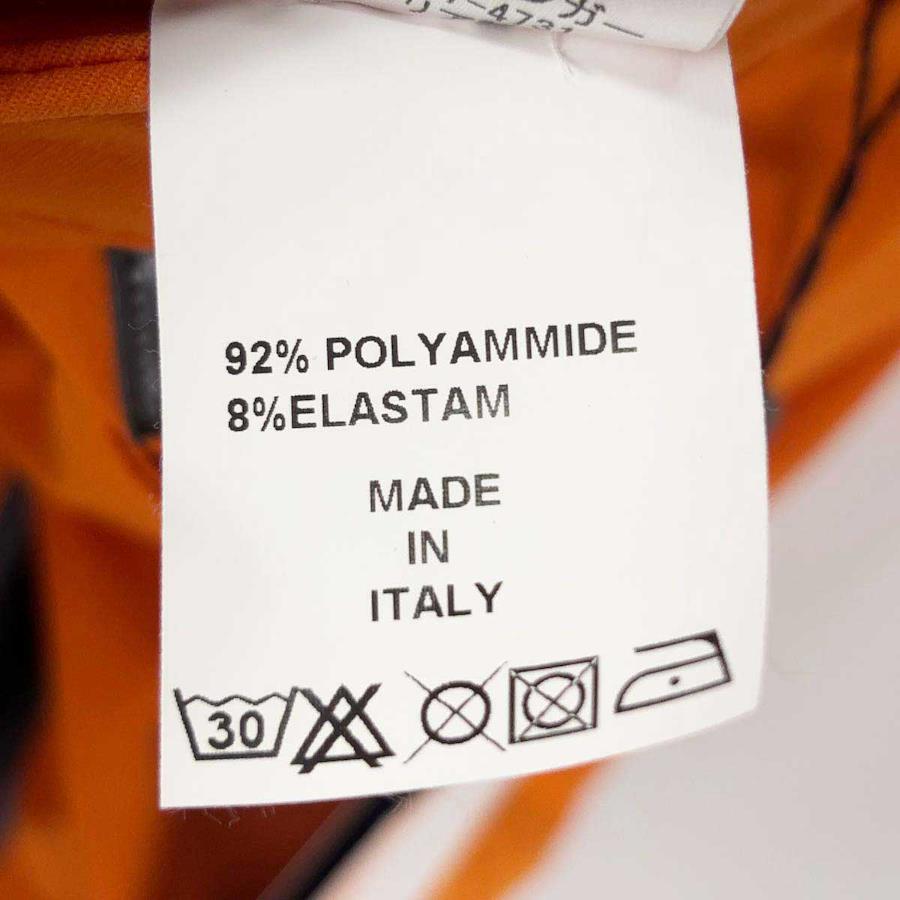 92% POLYAMMIDE
8%ELASTAM
MADE
IN
ITALY
30